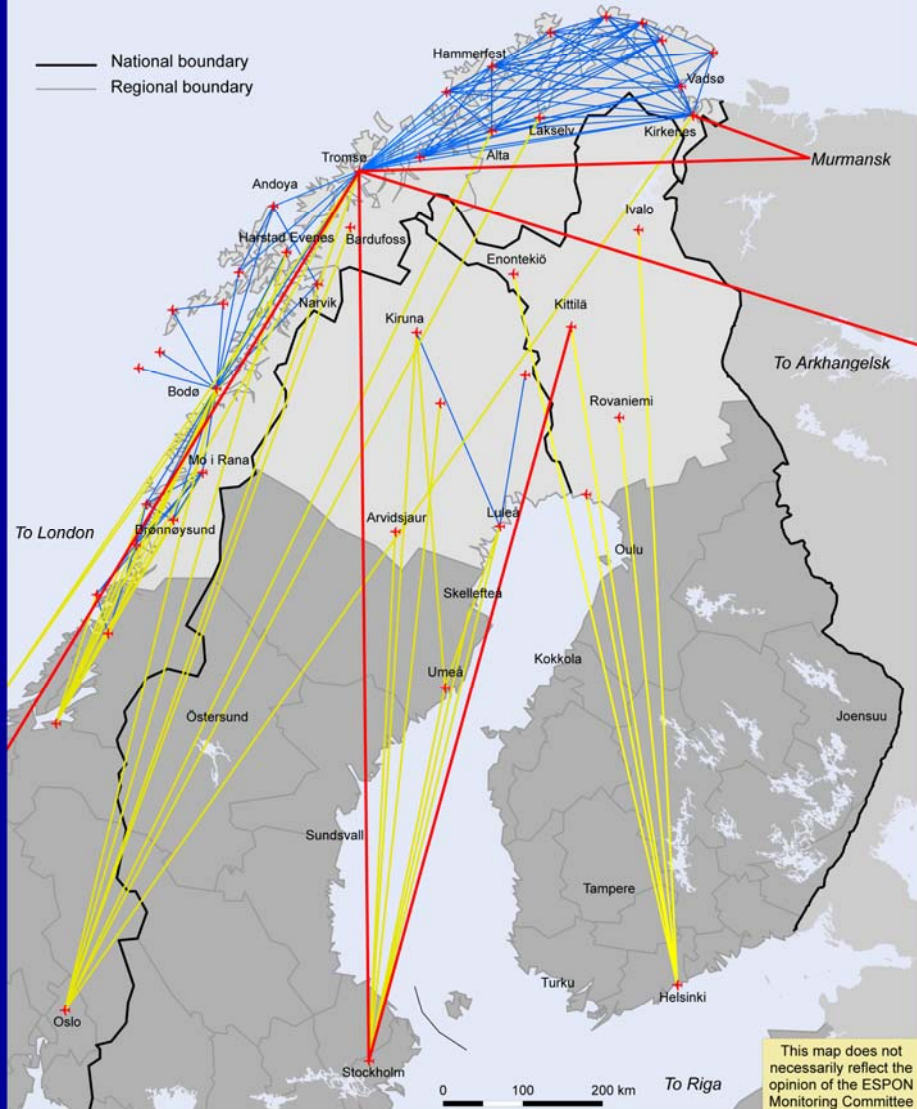 National boundary
Regional boundary
Hammerfest
Vadsø
Lakselv
Kirkenes
Alta
Tromsø
Murmansk
Andoya
Ivalo
Harstad Evenes
Bardufoss
Enontekiö
Narvik
Kiruna
Kittilä
To Arkhangelsk
Bodø
Rovaniemi
Mo i Rana
Arvidsjaur
Luleå
To London
Brønnøysund
Oulu
Skellefteå
Kokkola
Umeå
Östersund
Joensuu
Sundsvall
Tampere
Turku
Helsinki
Oslo
Stockholm
To Riga
0 100 200 km
This map does not
necessarily reflect the
opinion of the ESPON
Monitoring Committee